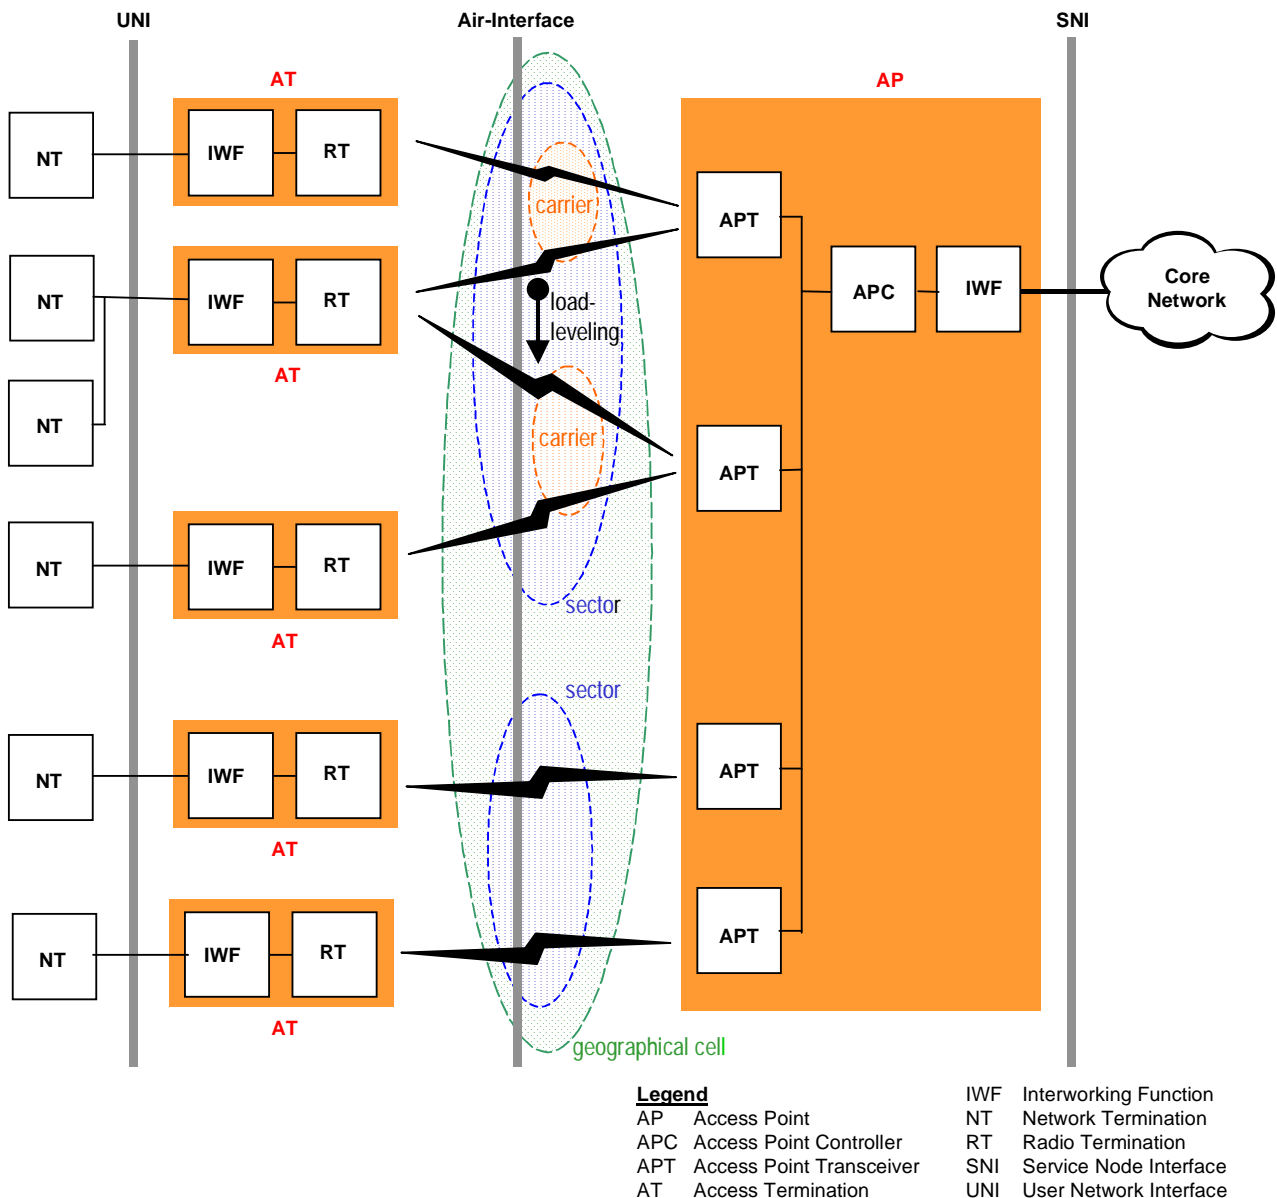 UNI Air-Interface SNI
AT AP
NT IWF RT
carrier APT
NT IWF RT
load-
leveling
APC IWF Core
Network
AT
NT
carrier APT
NT IWF RT
sector
AT
sector
NT IWF RT APT
AT
NT IWF RT APT
AT
geographical cell
Legend
AP Access Point
APC Access Point Controller
APT Access Point Transceiver
AT Access Termination
IWF Interworking Function
NT Network Termination
RT Radio Termination
SNI Service Node Interface
UNI User Network Interface